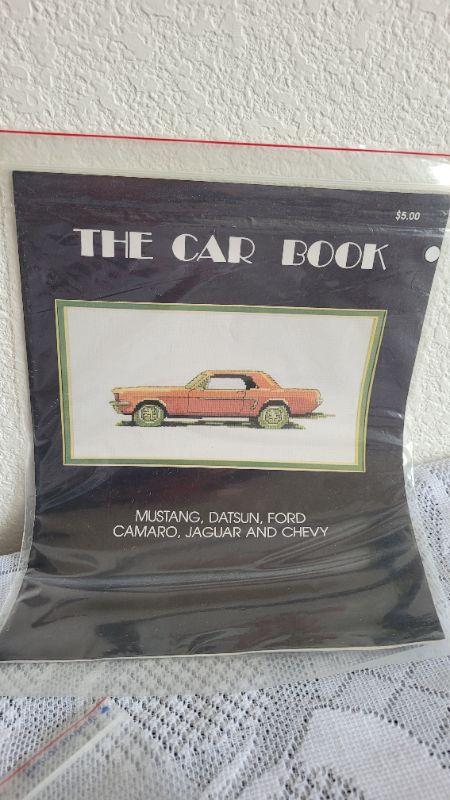 $5.00
THE CAR BOOK
MUSTANG, DATSUN, FORD
CAMARO, JAGUAR AND CHEVY